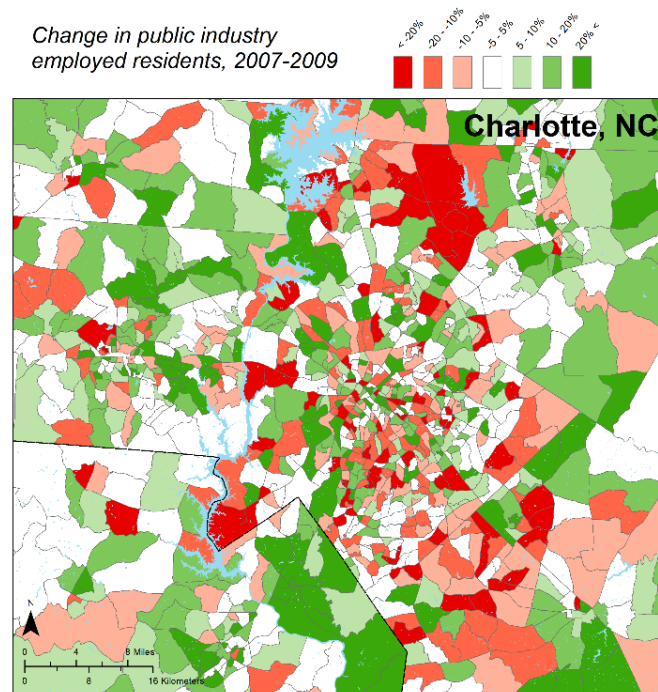 Change in public industry
employed residents, 2007-2009
< -20%
-20 - -10%
-10 - -5%
-5 - 5%
5 - 10%
10 - 20%
20% <
Charlotte, NC
N
0 4 8 Miles
0 8 16 Kilometers